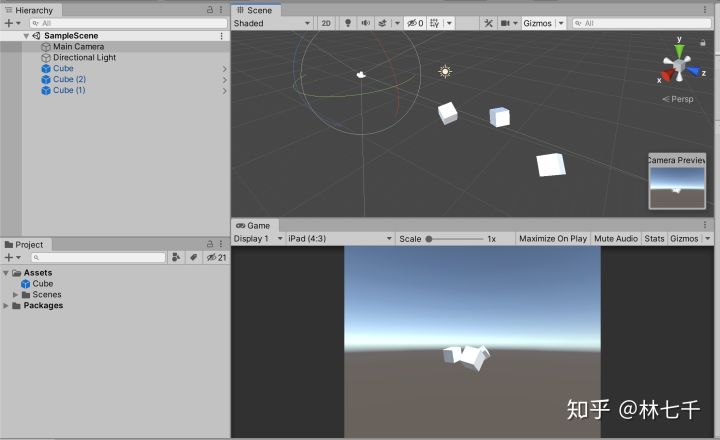 Hierarchy
All
SampleScene
Main Camera
Directional Light
Cube
Cube (2)
Cube (1)
Scene
Shaded
2D
0
Gizmos
All
y
x
z
Persp
Camera Preview
Game
Display 1
iPad (4:3)
Scale
1x
Maximize On Play
Mute Audio
Stats
Gizmos
Project
21
Assets
Cube
Scenes
Packages
知乎 @林七千